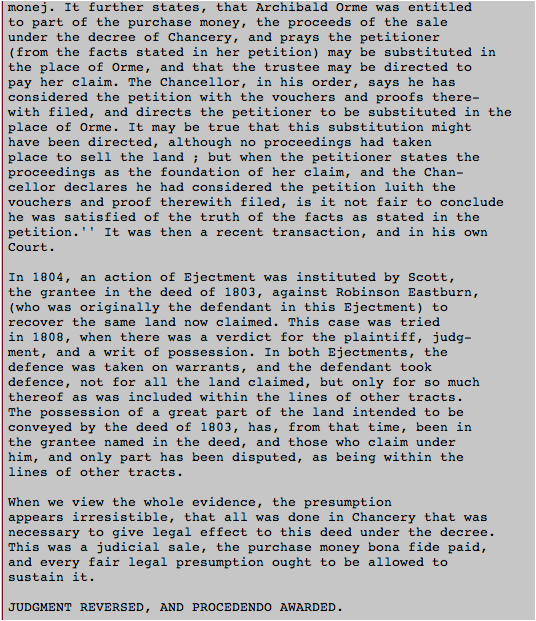 monej. It further states, that Archibald Orme was entitled
to part of the purchase money, the proceeds of the sale
under the decree of Chancery, and prays the petitioner
(from the facts stated in her petition) may be substituted in
the place of Orme, and that the trustee may be directed to
pay her claim. The Chancellor, in his order, says he has
considered the petition with the vouchers and proofs there-
with filed, and directs the petitioner to be substituted in the
place of Orme. It may be true that this substitution might
have been directed, although no proceedings had taken
place to sell the land ; but when the petitioner states the
proceedings as the foundation of her claim, and the Chan-
cellor declares he had considered the petition luith the
vouchers and proof therewith filed, is it not fair to conclude
he was satisfied of the truth of the facts as stated in the
petition.'' It was then a recent transaction, and in his own
Court.

In 1804, an action of Ejectment was instituted by Scott,
the grantee in the deed of 1803, against Robinson Eastburn,
(who was originally the defendant in this Ejectment) to
recover the same land now claimed. This case was tried
in 1808, when there was a verdict for the plaintiff, judg-
ment, and a writ of possession. In both Ejectments, the
defence was taken on warrants, and the defendant took
defence, not for all the land claimed, but only for so much
thereof as was included within the lines of other tracts.
The possession of a great part of the land intended to be
conveyed by the deed of 1803, has, from that time, been in
the grantee named in the deed, and those who claim under
him, and only part has been disputed, as being within the
lines of other tracts.

When we view the whole evidence, the presumption
appears irresistible, that all was done in Chancery that was
necessary to give legal effect to this deed under the decree.
This was a judicial sale, the purchase money bona fide paid,
and every fair legal presumption ought to be allowed to
sustain it.

JUDGMENT REVERSED, AND PROCEDENDO AWARDED.